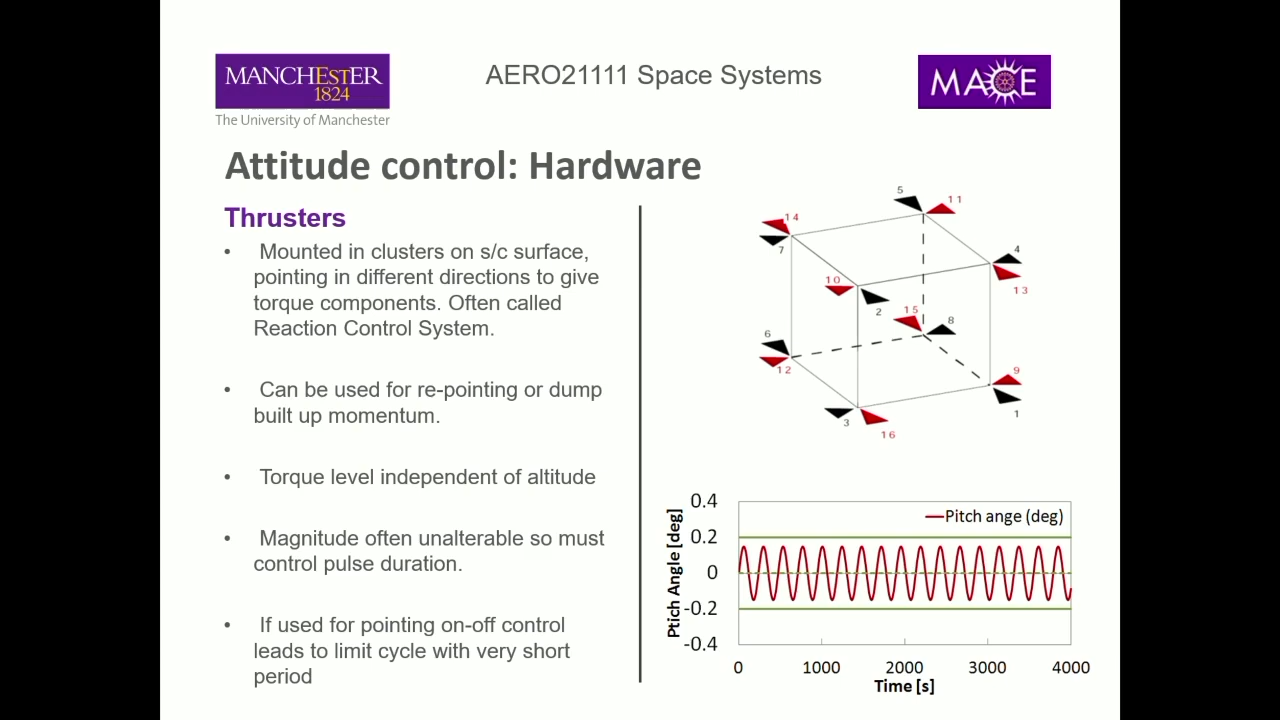 MANCHESTER
1824
The University of Manchester
AERO21111 Space Systems
MACE
Attitude control: Hardware
Thrusters
• Mounted in clusters on s/c surface,
pointing in different directions to give
torque components. Often called
Reaction Control System.
• Can be used for re-pointing or dump
built up momentum.
• Torque level independent of altitude
• Magnitude often unalterable so must
control pulse duration.
• If used for pointing on-off control
leads to limit cycle with very short
period
5
11
14
7
4
13
10
2
15
8
6
12
9
1
3
16
Ptich Angle [deg]
0.4
0.2
0
-0.2
-0.4
Pitch ange (deg)
0 1000 2000 3000 4000
Time [s]